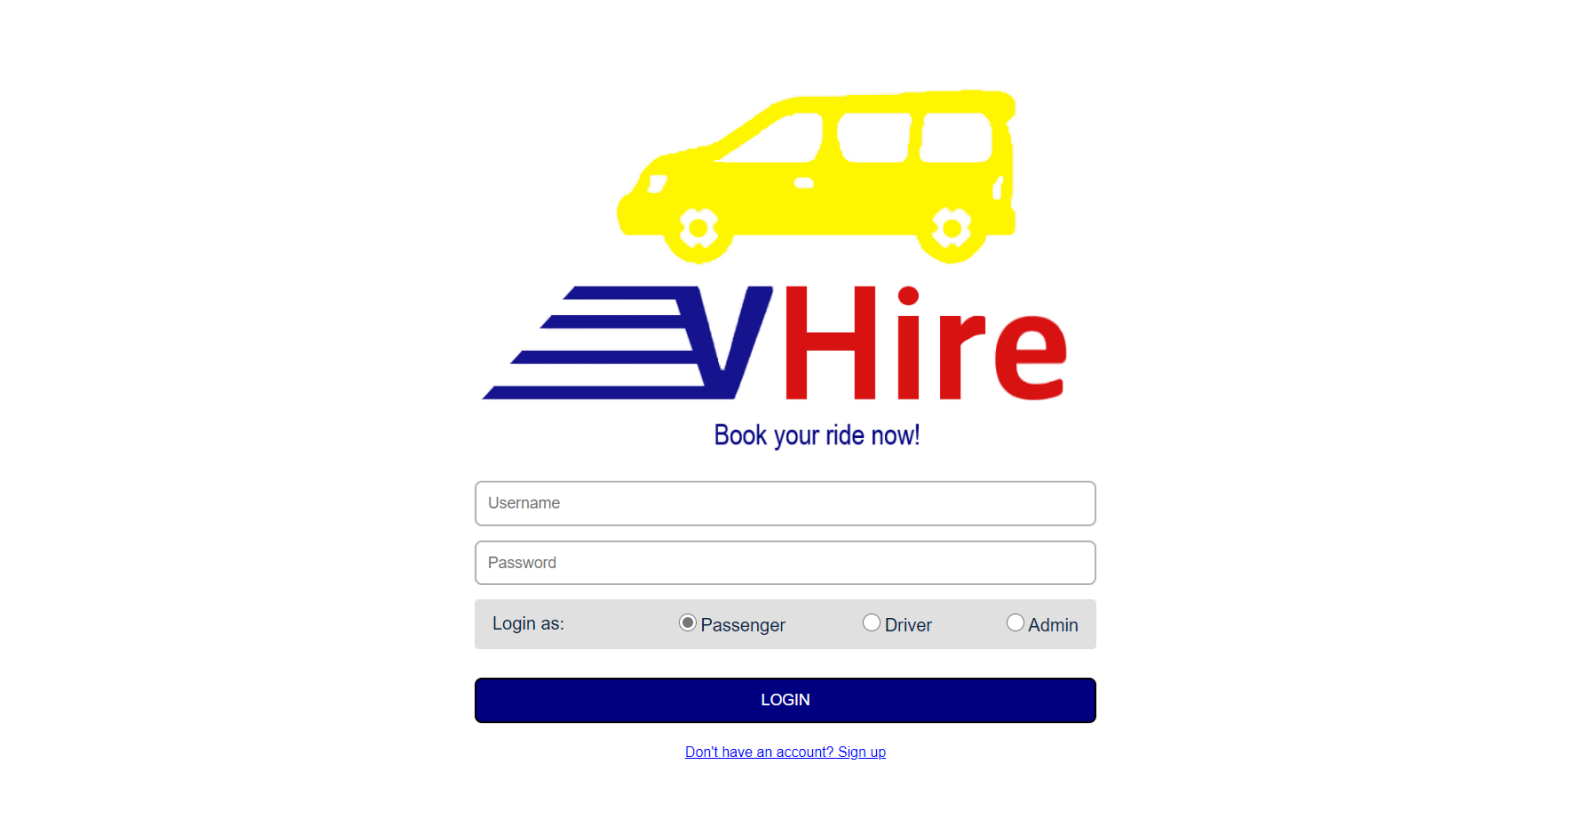 VHire
Book your ride now!
Username
Password
Login as: Passenger Driver Admin
LOGIN
Don't have an account? Sign up